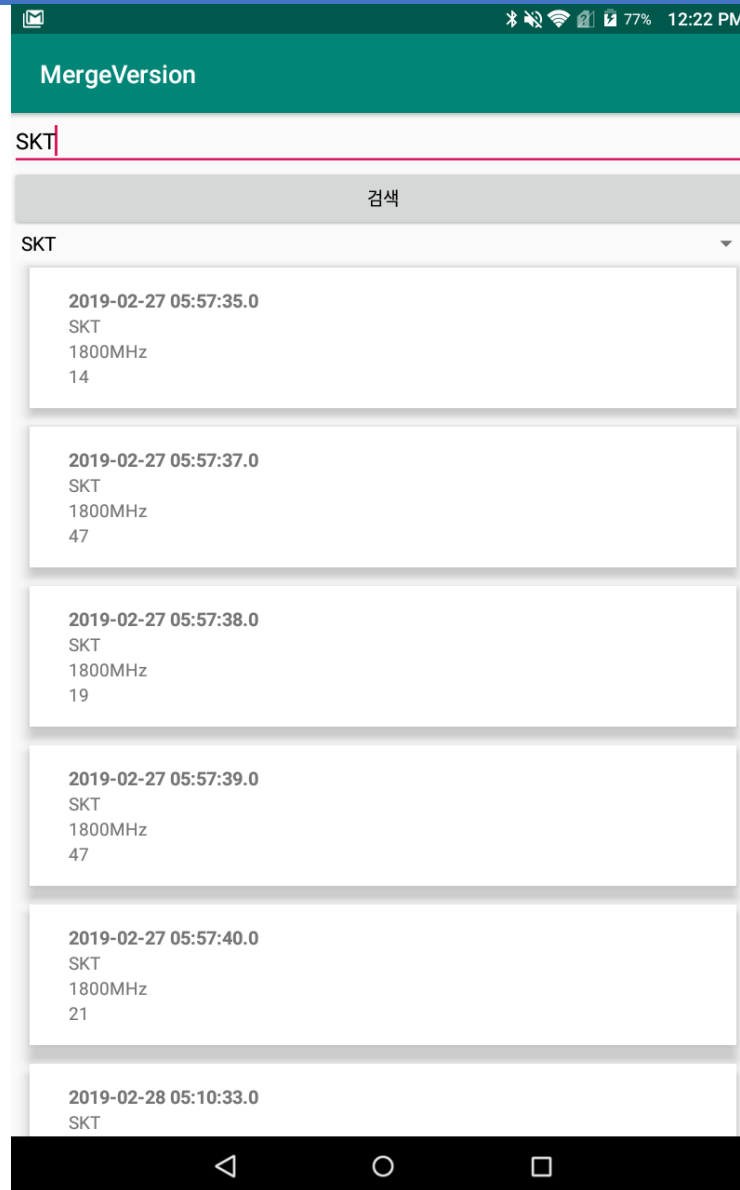 77% 12:22 PM
MergeVersion
SKT
검색
SKT
2019-02-27 05:57:35.0
SKT
1800MHz
14
2019-02-27 05:57:37.0
SKT
1800MHz
47
2019-02-27 05:57:38.0
SKT
1800MHz
19
2019-02-27 05:57:39.0
SKT
1800MHz
47
2019-02-27 05:57:40.0
SKT
1800MHz
21
2019-02-28 05:10:33.0
SKT